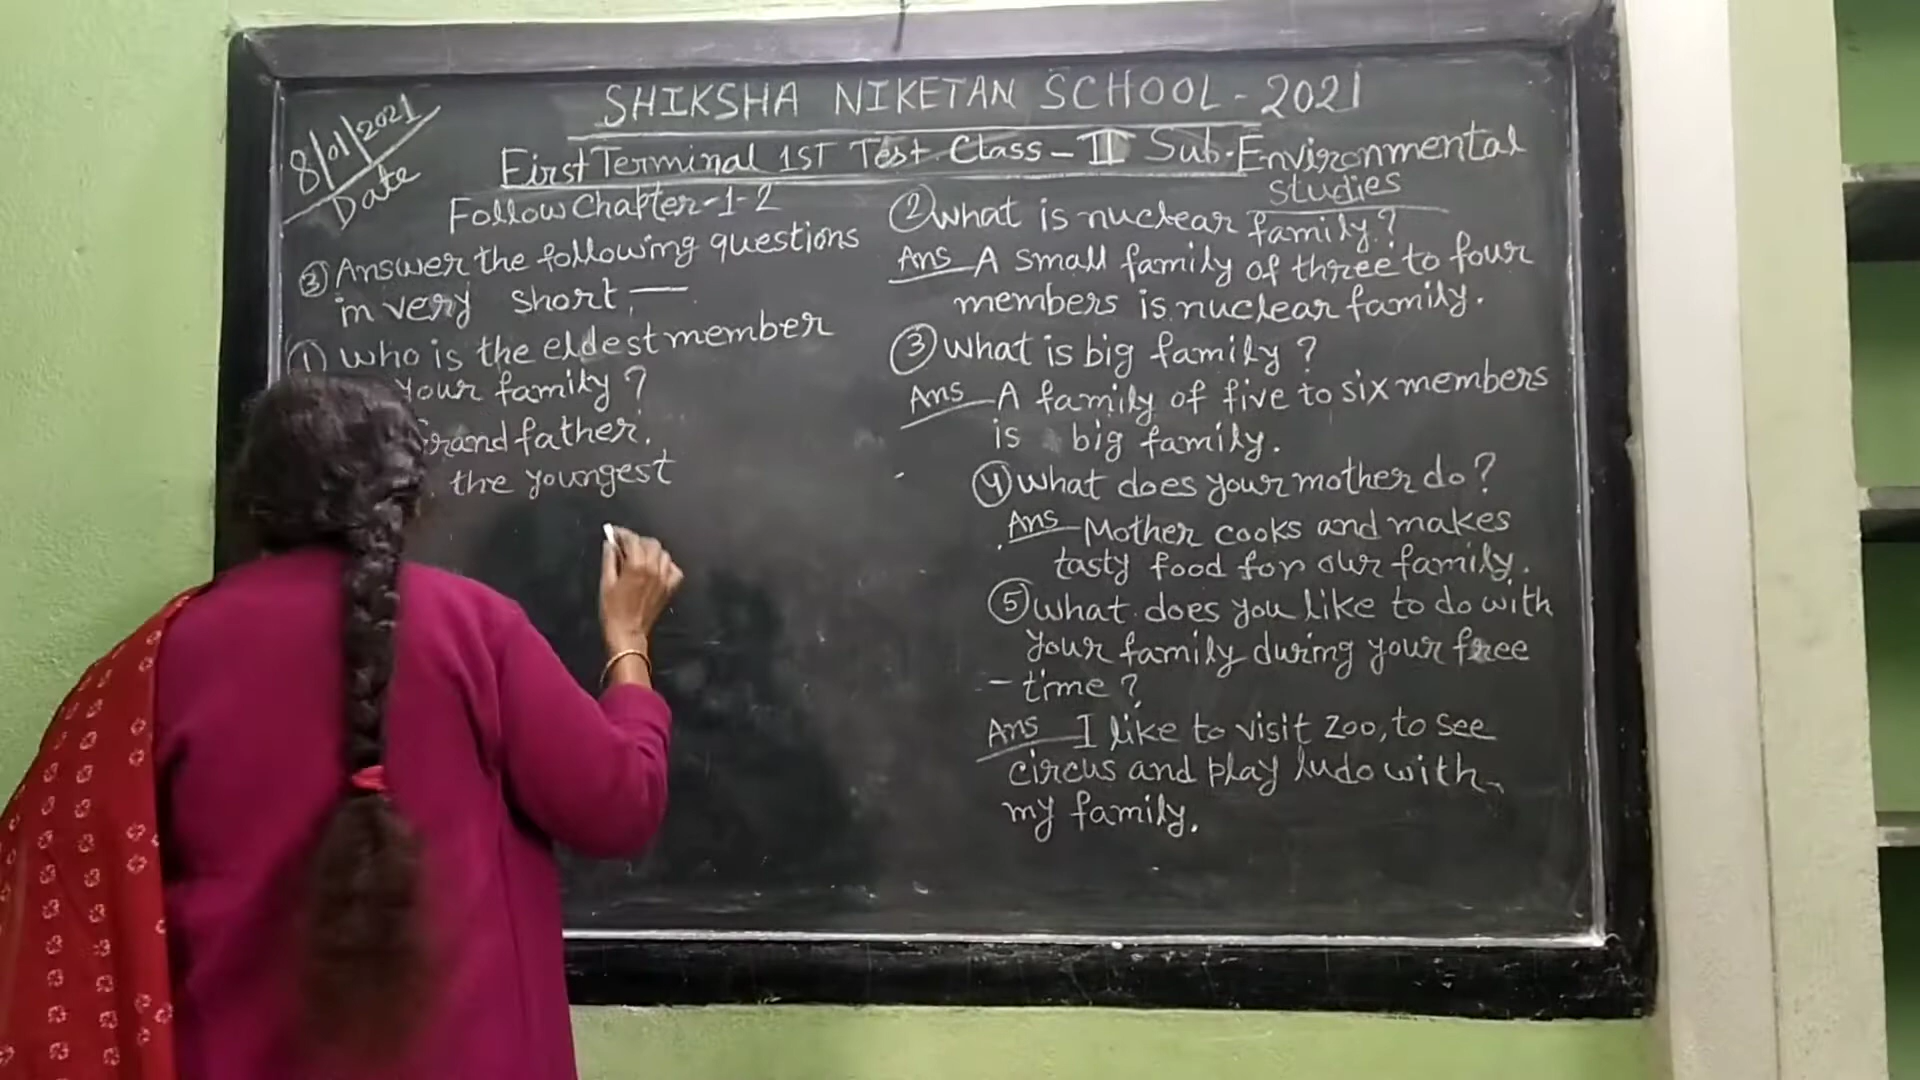 8/01/2021
Date
SHIKSHA NIKETAN SCHOOL - 2021
First Terminal 1ST Test Class - II Sub. Environmental
Studies
Follow Chapter - 1 - 2
③ Answer the following questions
in very short, —
① Who is the eldest member
your family ?
Grand father.
the youngest
② What is nuclear family ?
Ans A small family of three to four
members is nuclear family.
③ What is big family ?
Ans A family of five to six members
is big family.
④ What does your mother do ?
Ans Mother cooks and makes
tasty food for our family.
⑤ What does you like to do with
your family during your free
- time ?
Ans I like to visit Zoo, to see
circus and play ludo with
my family.